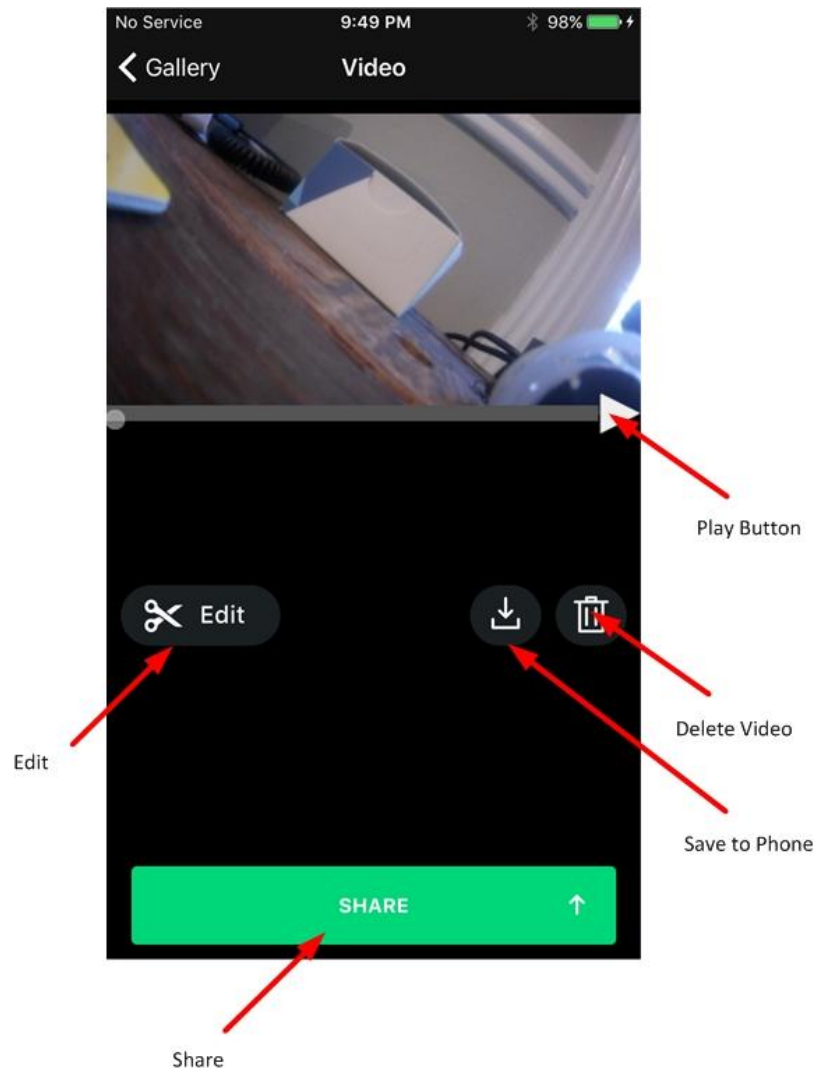 No Service 9:49 PM 98%
Gallery Video
Play Button
Edit
Delete Video
Edit
Save to Phone
SHARE
Share